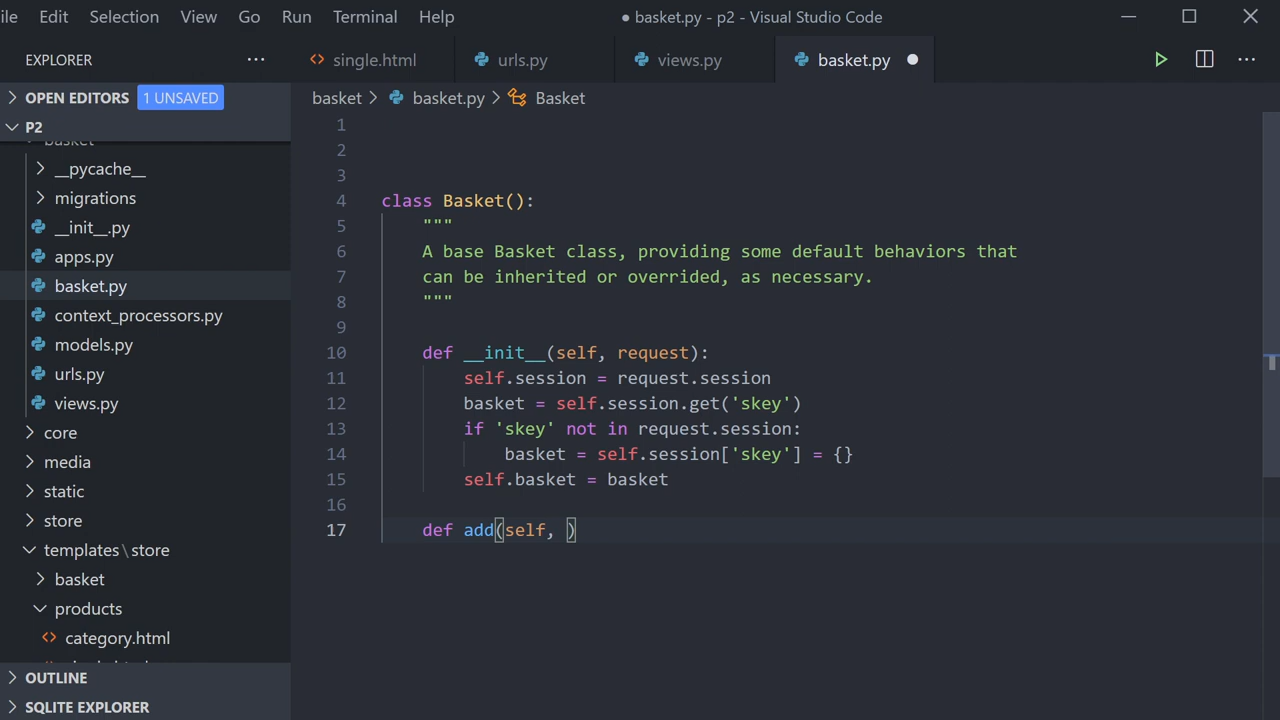 ile Edit Selection View Go Run Terminal Help ● basket.py - p2 - Visual Studio Code
EXPLORER ··· single.html urls.py views.py basket.py ●
OPEN EDITORS 1 UNSAVED
P2
basket
__pycache__
migrations
__init__.py
apps.py
basket.py
context_processors.py
models.py
urls.py
views.py
core
media
static
store
templates\store
basket
products
category.html
OUTLINE
SQLITE EXPLORER
basket > basket.py > Basket
1
2
3
4 class Basket():
5 """
6 A base Basket class, providing some default behaviors that
7 can be inherited or overrided, as necessary.
8 """
9
10 def __init__(self, request):
11 self.session = request.session
12 basket = self.session.get('skey')
13 if 'skey' not in request.session:
14 basket = self.session['skey'] = {}
15 self.basket = basket
16
17 def add(self, )